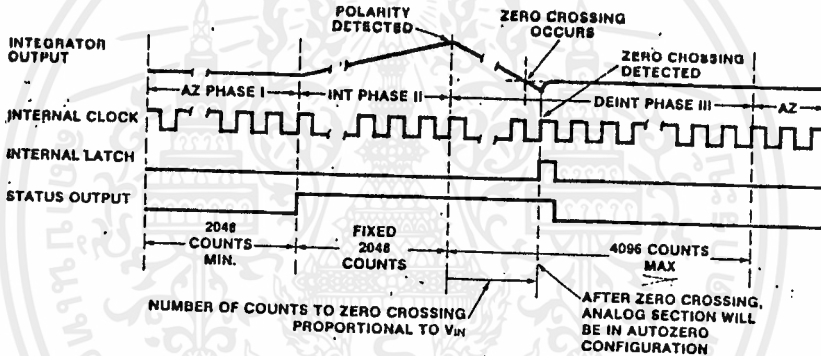 POLARITY
DETECTED
ZERO CROSSING
OCCURS
INTEGRATOR
OUTPUT
ZERO CROSSING
DETECTED
AZ PHASE I
INT PHASE II
DEINT PHASE III
AZ
INTERNAL CLOCK
INTERNAL LATCH
STATUS OUTPUT
2048
COUNTS
MIN.
FIXED
2048
COUNTS
4096 COUNTS
MAX
NUMBER OF COUNTS TO ZERO CROSSING
PROPORTIONAL TO VIN
AFTER ZERO CROSSING,
ANALOG SECTION WILL
BE IN AUTOZERO
CONFIGURATION